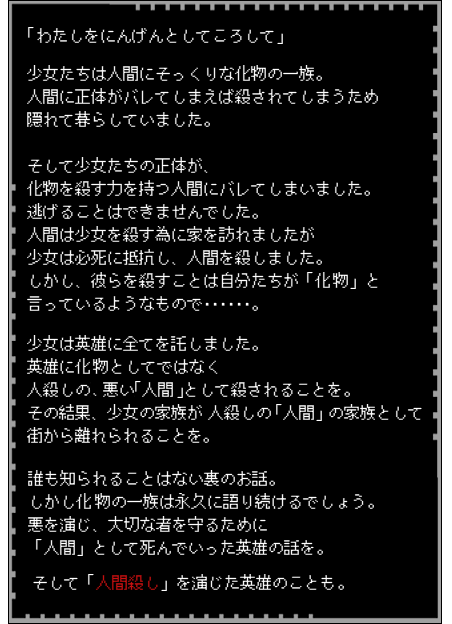 「わたしをにんげんとしてころして」
少女たちは人間にそっくりな化物の一族。
人間に正体がバレてしまえば殺されてしまうため
隠れて暮らしていました。
そして少女たちの正体が、
化物を殺す力を持つ人間にバレてしまいました。
逃げることはできませんでした。
人間は少女を殺す為に家を訪れましたが
少女は必死に抵抗し、人間を殺しました。
しかし、彼らを殺すことは自分たちが「化物」と
言っているようなもので・・・・・・。
少女は英雄に全てを託しました。
英雄に化物としてではなく
人殺しの、悪い「人間」として殺されることを。
その結果、少女の家族が人殺しの「人間」の家族として
街から離れられることを。
誰も知られることはない裏のお話。
しかし化物の一族は永久に語り続けるでしょう。
悪を演じ、大切な者を守るために
「人間」として死んでいった英雄の話を。
そして「人間殺し」を演じた英雄のことも。